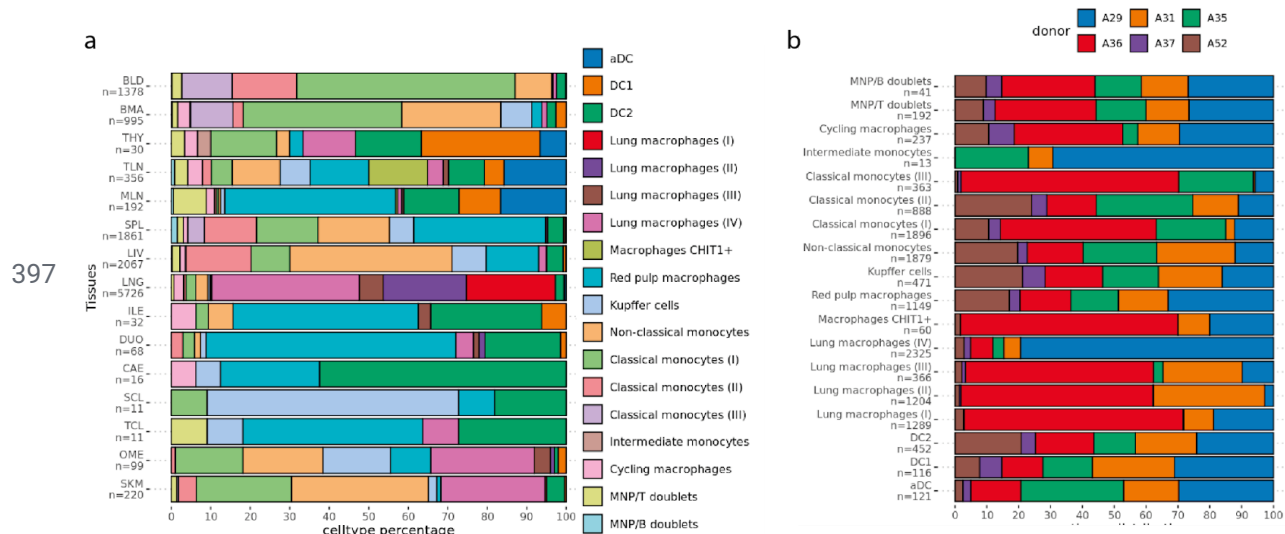 donor
A29 A31 A35
A36 A37 A52
a
b
397
Tissues
BLD
n=1378
BMA
n=995
THY
n=30
TLN
n=356
MLN
n=192
SPL
n=1861
LIV
n=2067
LNG
n=5726
ILE
n=32
DUO
n=68
CAE
n=16
SCL
n=11
TCL
n=11
OME
n=99
SKM
n=220
0 10 20 30 40 50 60 70 80 90 100
celltype percentage
aDC
DC1
DC2
Lung macrophages (I)
Lung macrophages (II)
Lung macrophages (III)
Lung macrophages (IV)
Macrophages CHIT1+
Red pulp macrophages
Kupffer cells
Non-classical monocytes
Classical monocytes (I)
Classical monocytes (II)
Classical monocytes (III)
Intermediate monocytes
Cycling macrophages
MNP/T doublets
MNP/B doublets
MNP/B doublets
n=41
MNP/T doublets
n=192
Cycling macrophages
n=237
Intermediate monocytes
n=13
Classical monocytes (III)
n=363
Classical monocytes (II)
n=888
Classical monocytes (I)
n=1896
Non-classical monocytes
n=1879
Kupffer cells
n=471
Red pulp macrophages
n=1149
Macrophages CHIT1+
n=60
Lung macrophages (IV)
n=2325
Lung macrophages (III)
n=366
Lung macrophages (II)
n=1204
Lung macrophages (I)
n=1289
DC2
n=452
DC1
n=116
aDC
n=121
0 10 20 30 40 50 60 70 80 90 100